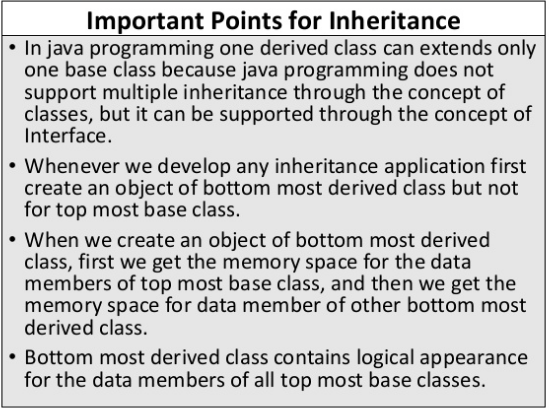 Important Points for Inheritance
• In java programming one derived class can extends only
one base class because java programming does not
support multiple inheritance through the concept of
classes, but it can be supported through the concept of
Interface.
• Whenever we develop any inheritance application first
create an object of bottom most derived class but not
for top most base class.
• When we create an object of bottom most derived
class, first we get the memory space for the data
members of top most base class, and then we get the
memory space for data member of other bottom most
derived class.
• Bottom most derived class contains logical appearance
for the data members of all top most base classes.